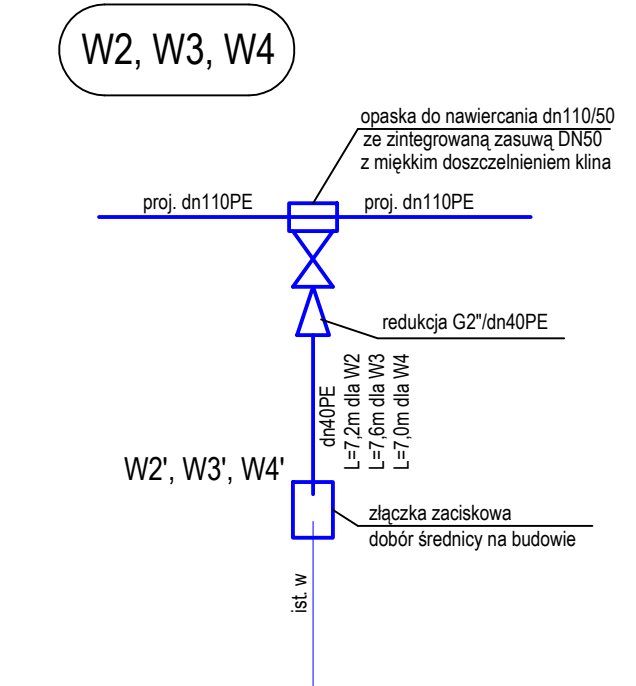 W2, W3, W4
opaska do nawiercania dn110/50
ze zintegrowaną zasuwą DN50
z miękkim doszczelnieniem klina
proj. dn110PE
proj. dn110PE
redukcja G2"/dn40PE
dn40PE
L=7,2m dla W2
L=7,6m dla W3
L=7,0m dla W4
W2', W3', W4'
złączka zaciskowa
dobór średnicy na budowie
ist. w